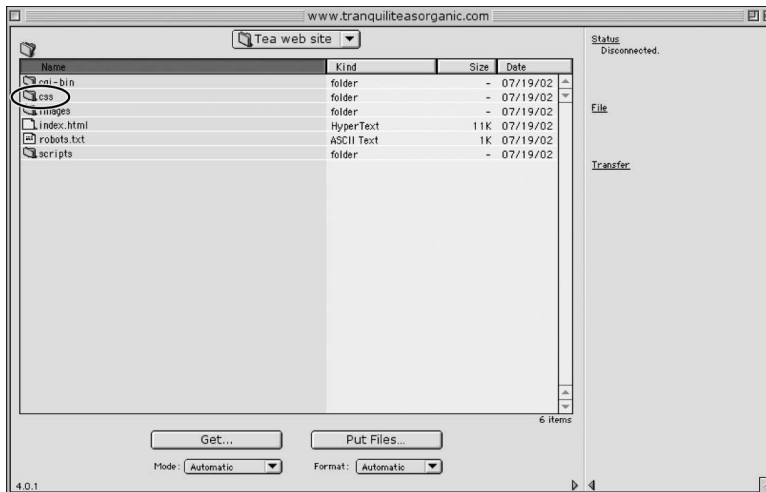 www.tranquiliteasorganic.com
Tea web site
Status
Disconnected.
Name Kind Size Date
cgi-bin folder - 07/19/02
css folder - 07/19/02
images folder - 07/19/02
File
index.html HyperText 11K 07/19/02
robots.txt ASCII Text 1K 07/19/02
scripts folder - 07/19/02
Transfer
6 items
Get... Put Files...
Mode: Automatic Format: Automatic
4.0.1